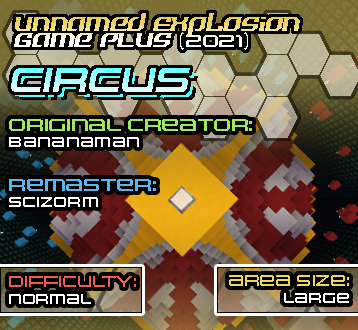 Unnamed Explosion
Game Plus (2021)
Circus
Original Creator:
Bananaman
Remaster:
Scizorm
Difficulty:
Normal
Area Size:
Large